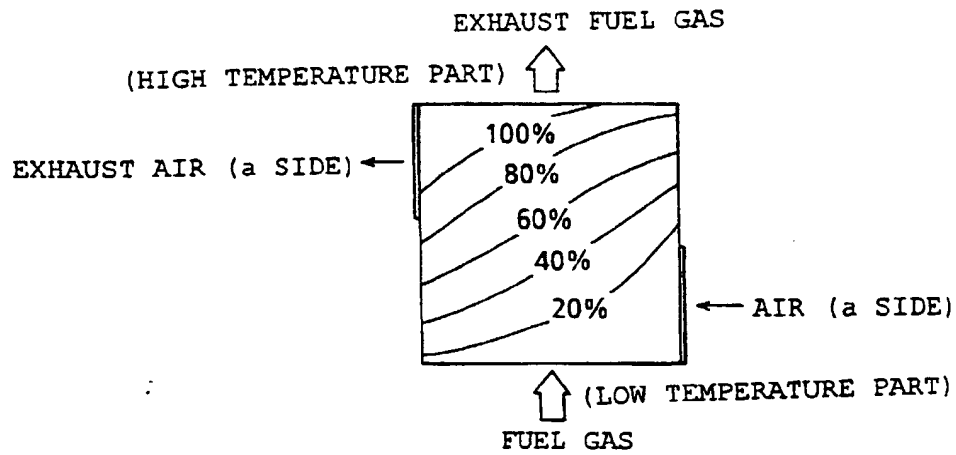 EXHAUST FUEL GAS
(HIGH TEMPERATURE PART)
100%
EXHAUST AIR (a SIDE)
80%
60%
40%
20%
AIR (a SIDE)
(LOW TEMPERATURE PART)
FUEL GAS